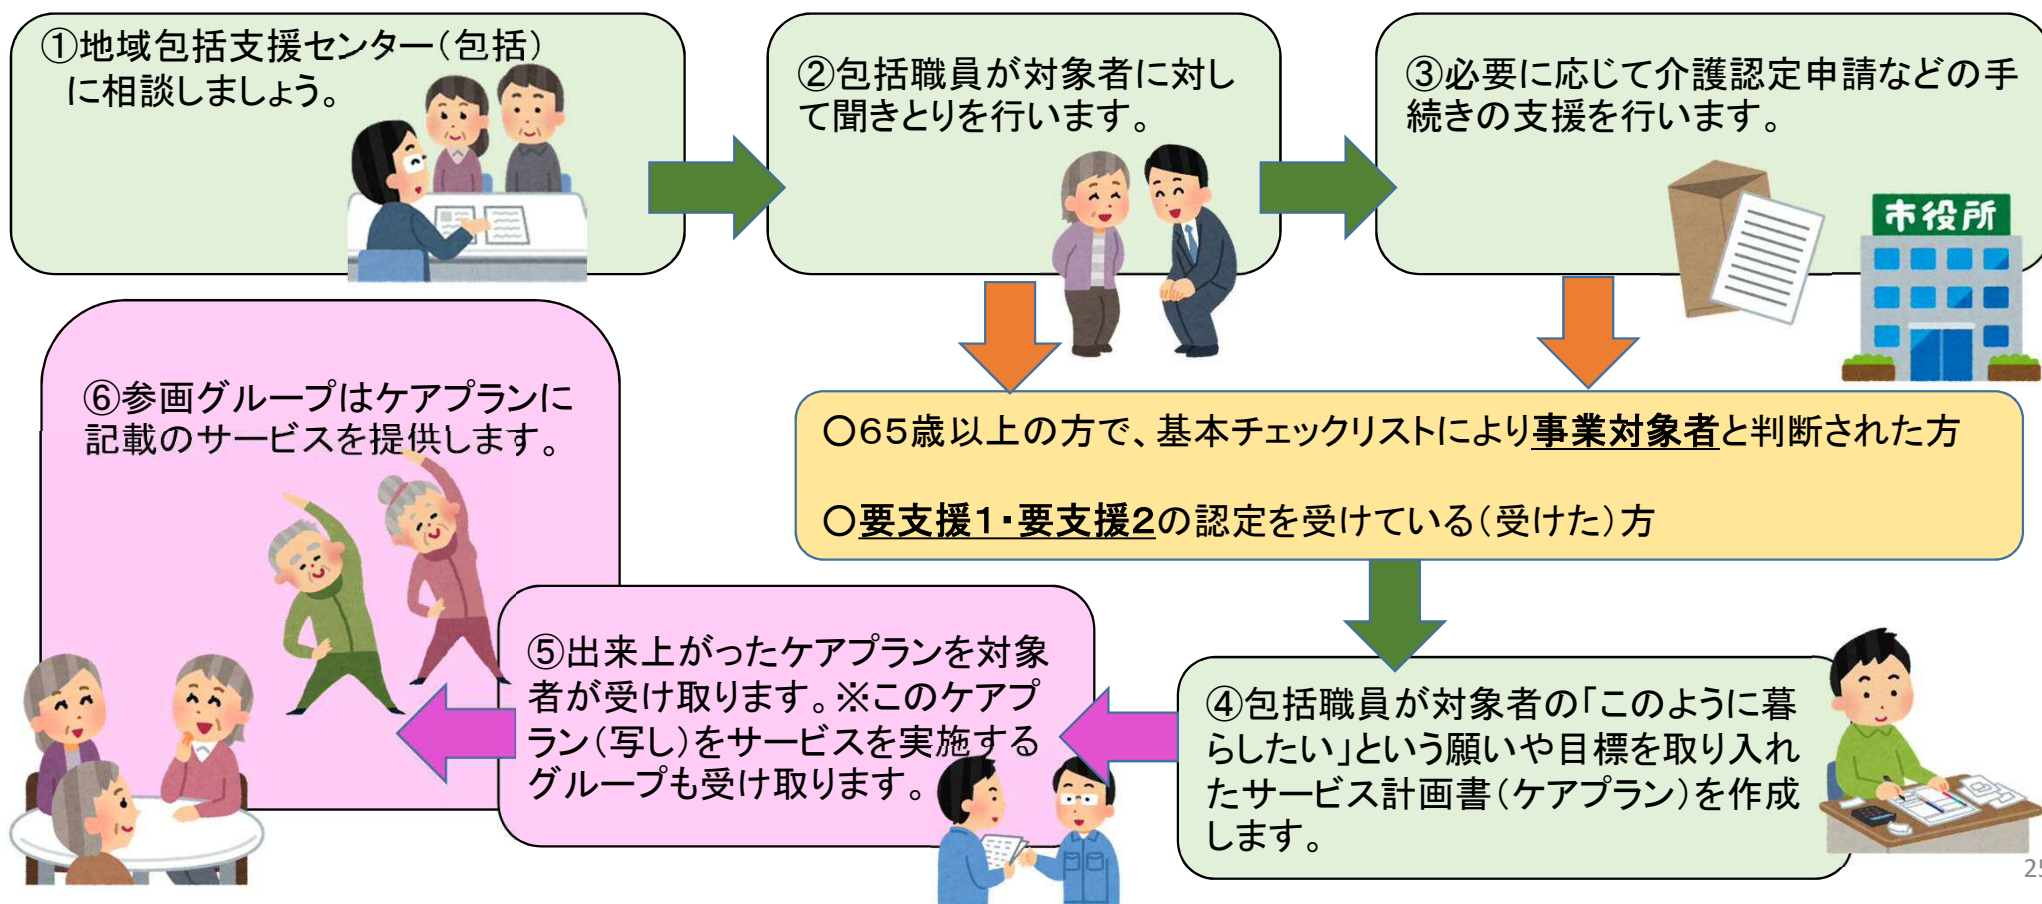 ①地域包括支援センター（包括）
に相談しましょう。
②包括職員が対象者に対し
て聞きとりを行います。
③必要に応じて介護認定申請などの手
続きの支援を行います。
市役所
〇65歳以上の方で、基本チェックリストにより事業対象者と判断された方
〇要支援1・要支援2の認定を受けている（受けた）方
④包括職員が対象者の「このように暮
らしたい」という願いや目標を取り入れ
たサービス計画書（ケアプラン）を作成
します。
⑤出来上がったケアプランを対象
者が受け取ります。※このケアプ
ラン（写し）をサービスを実施する
グループも受け取ります。
⑥参画グループはケアプランに
記載のサービスを提供します。
25